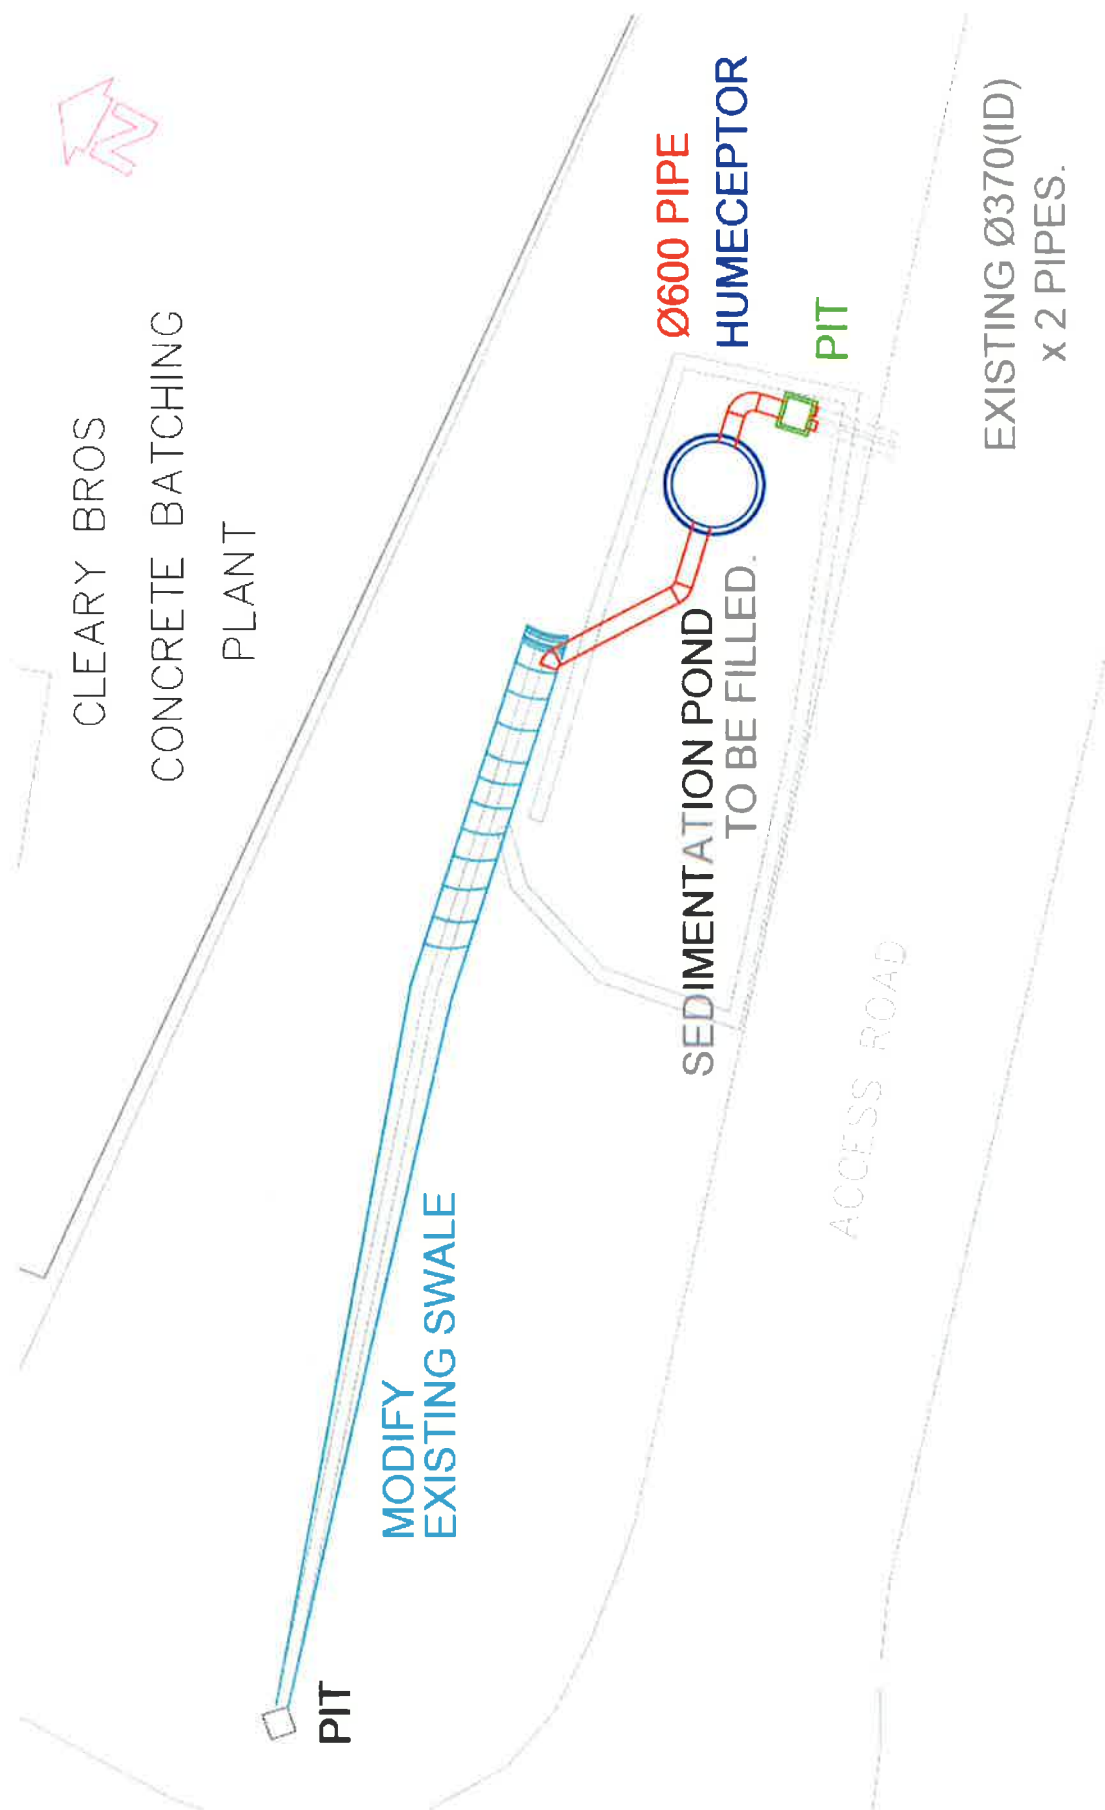 CLEARY BROS
CONCRETE BATCHING
PLANT
N
Ø600 PIPE
HUMECEPTOR
PIT
EXISTING Ø370(ID)
x 2 PIPES.
SEDIMENTATION POND
TO BE FILLED.
MODIFY
EXISTING SWALE
PIT
ACCESS ROAD